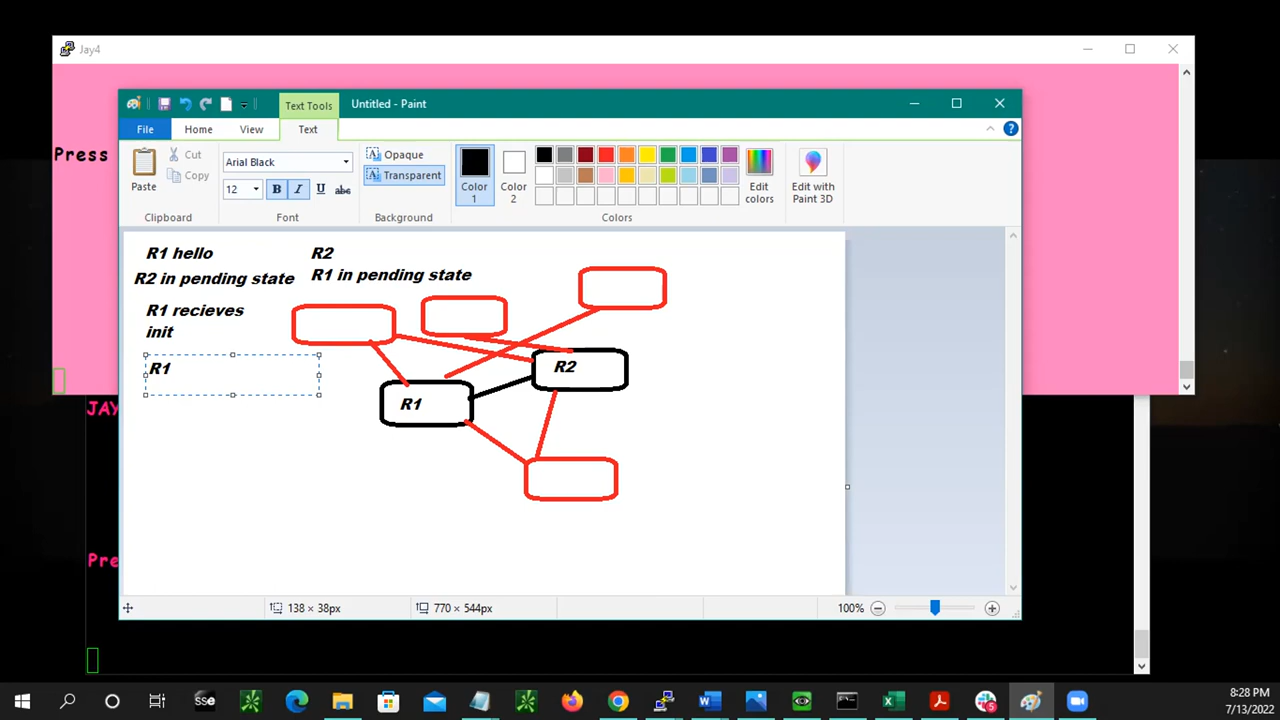 Jay4
Press
Text Tools
Untitled - Paint
File
Home
View
Text
Paste
Cut
Copy
Clipboard
Arial Black
12
B
I
U
abc
Font
Opaque
Transparent
Background
Color 1
Color 2
Edit colors
Colors
Edit with Paint 3D
R1 hello
R2
R2 in pending state
R1 in pending state
R1 recieves
init
R1
R2
R1
138 × 38px
770 × 544px
100%
JAY
Pre
sse
5
8:28 PM
7/13/2022